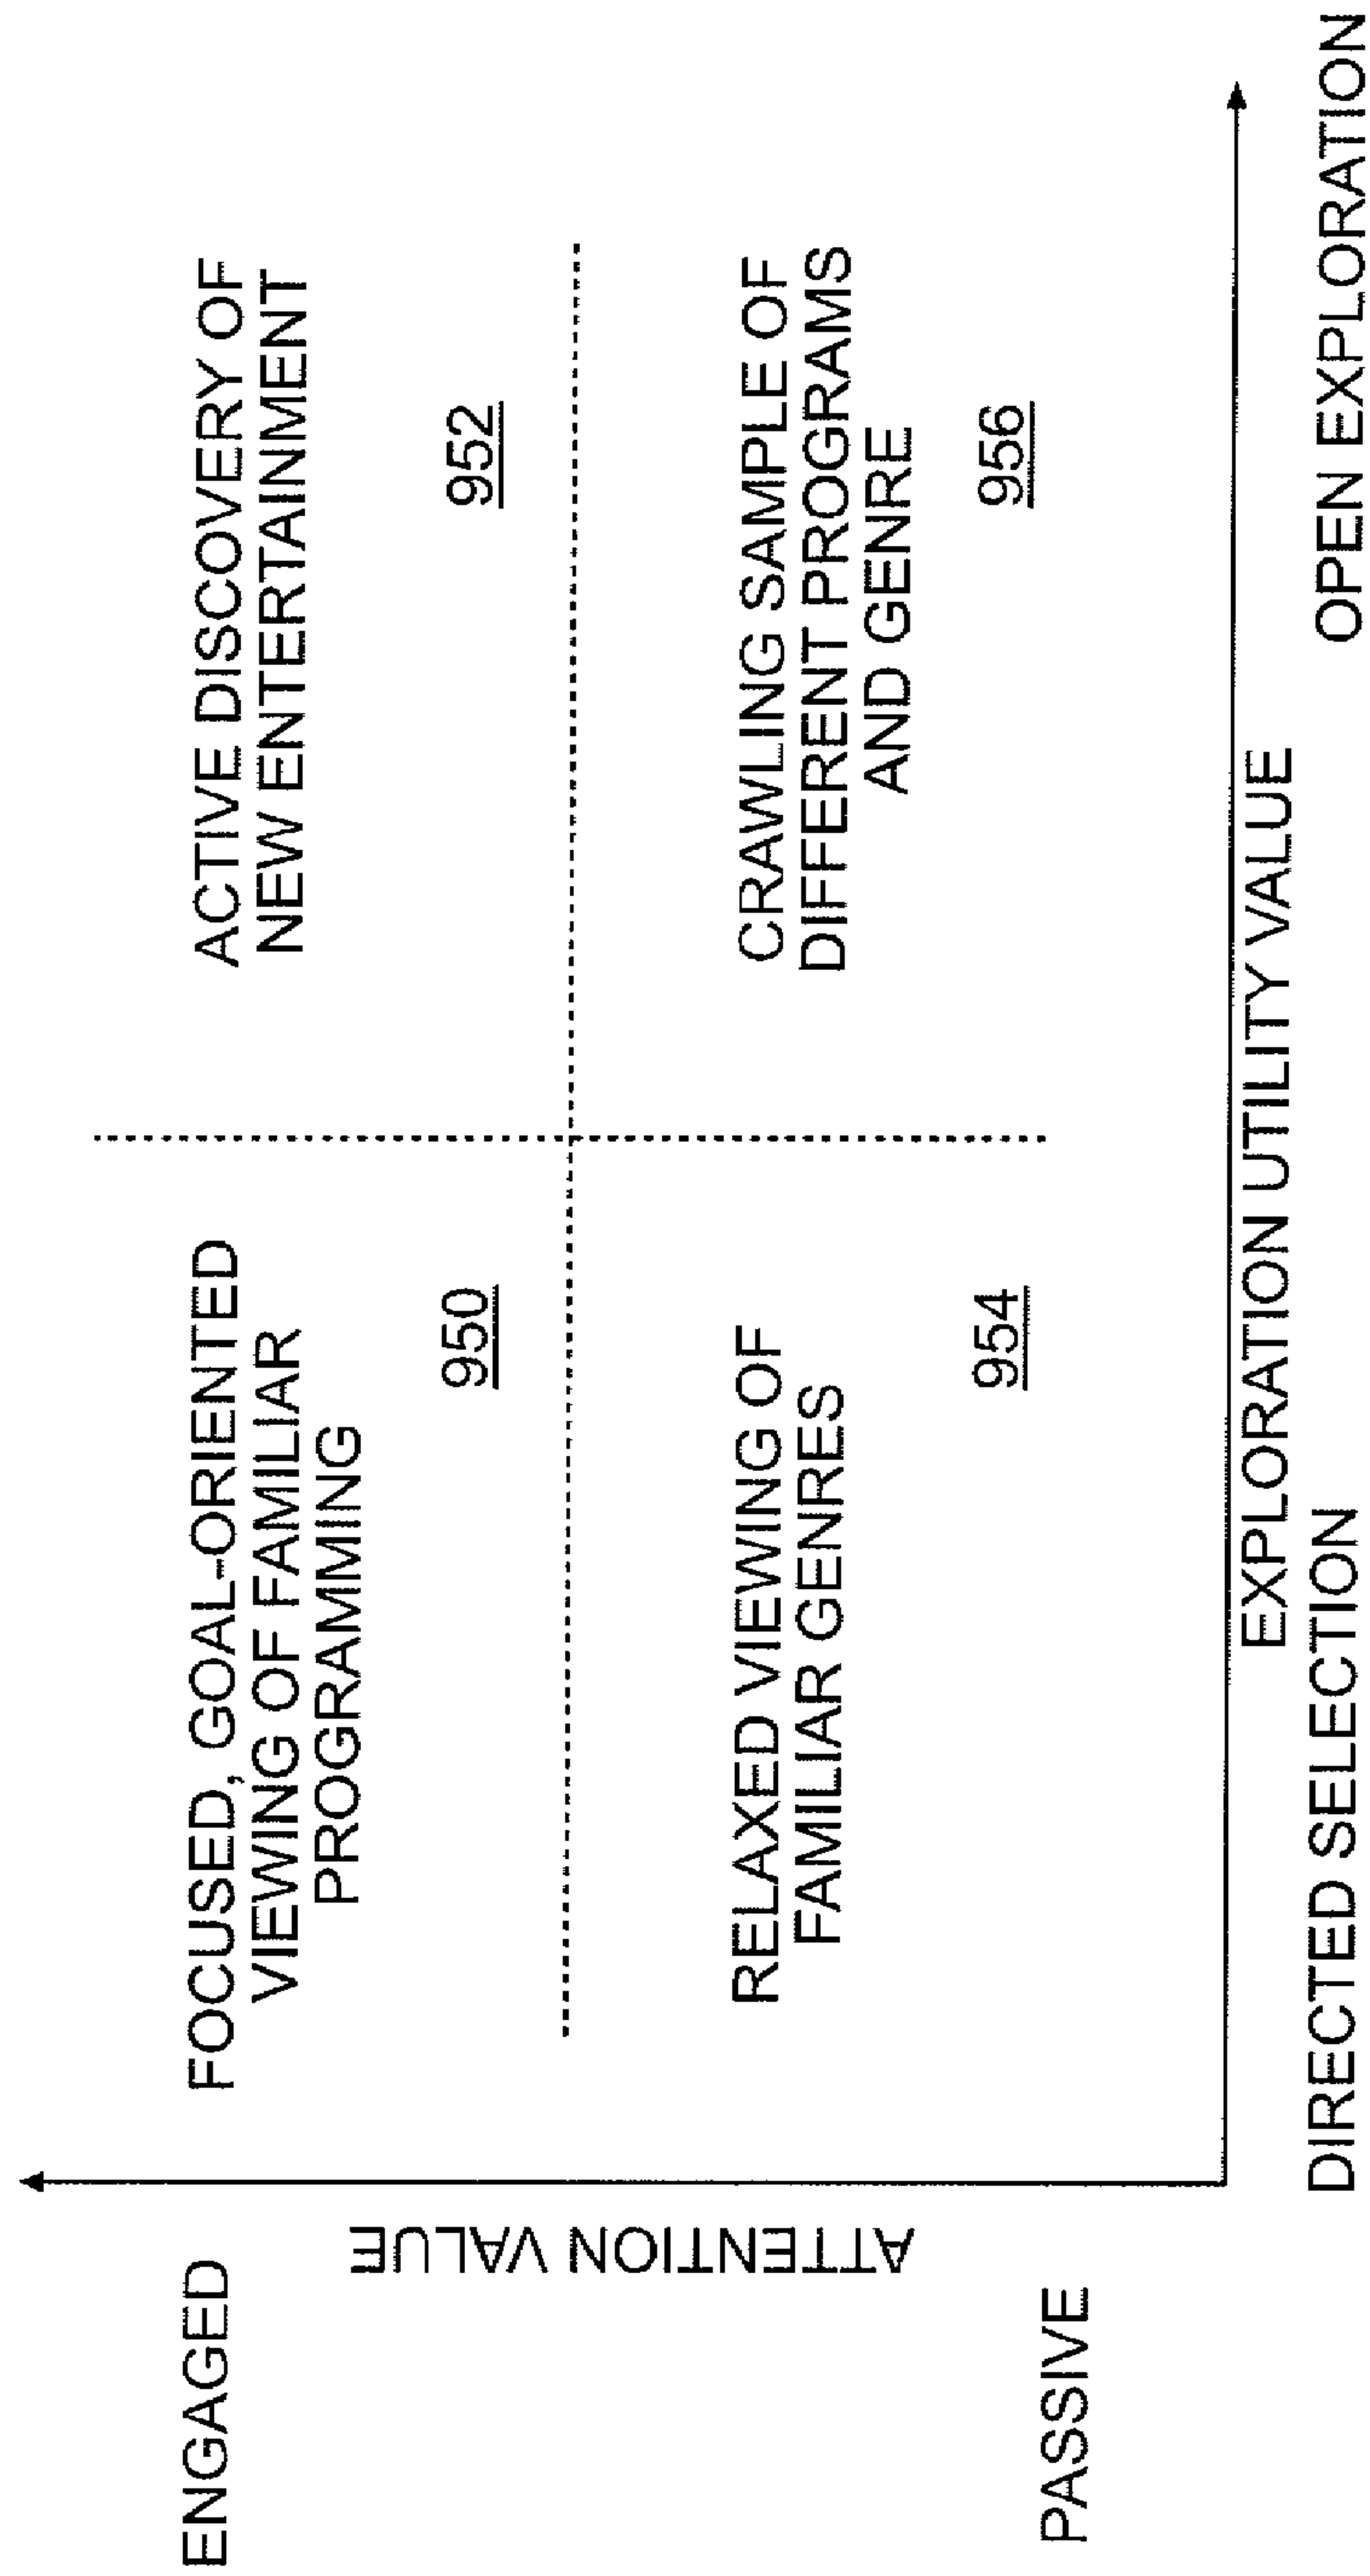 ENGAGED
FOCUSED, GOAL-ORIENTED
VIEWING OF FAMILIAR
PROGRAMMING
950
ACTIVE DISCOVERY OF
NEW ENTERTAINMENT
952
ATTENTION VALUE
PASSIVE
RELAXED VIEWING OF
FAMILIAR GENRES
954
CRAWLING SAMPLE OF
DIFFERENT PROGRAMS
AND GENRE
956
EXPLORATION UTILITY VALUE
DIRECTED SELECTION
OPEN EXPLORATION